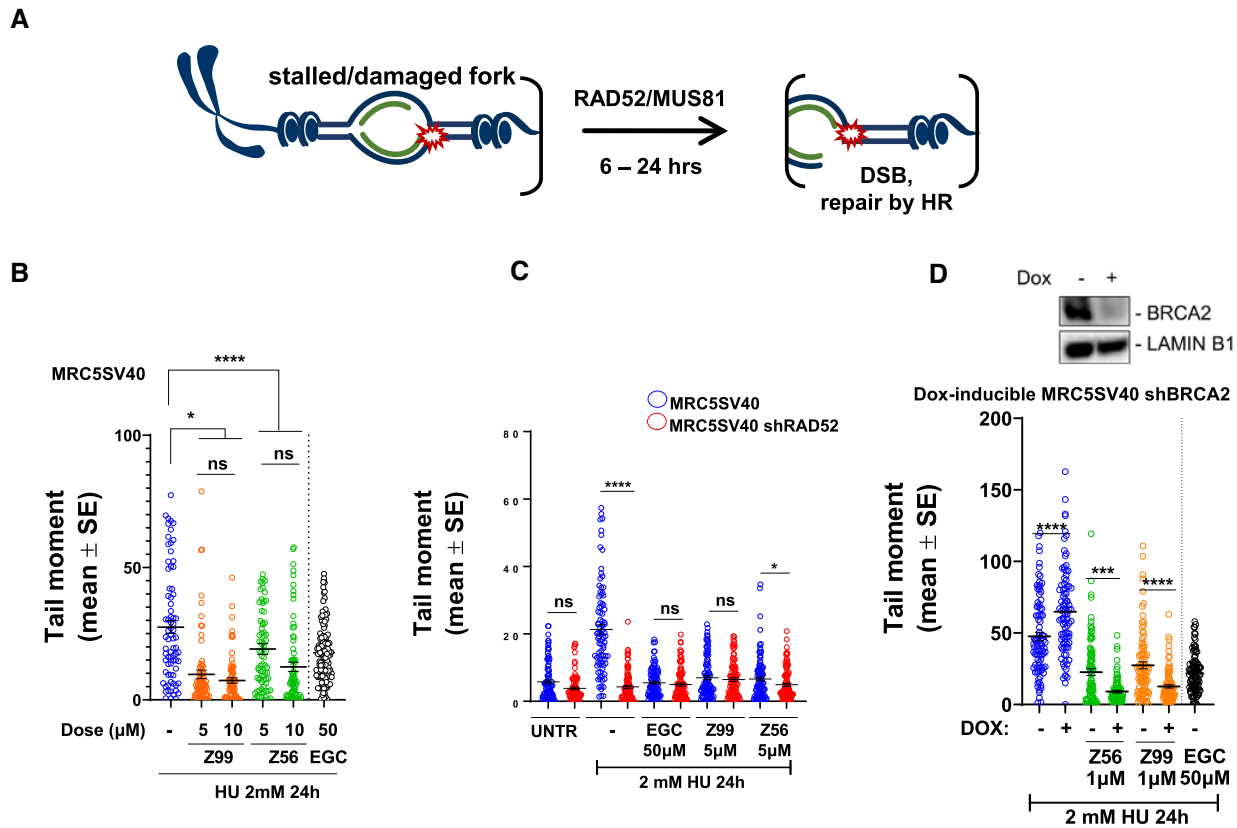 A
stalled/damaged fork
RAD52/MUS81
6 – 24 hrs
DSB,
repair by HR
B
MRC5SV40
****
*
ns
ns
100
50
0
Tail moment
(mean ± SE)
Dose (µM)
- 5 10 5 10 50
Z99 Z56 EGC
HU 2mM 24h
C
MRC5SV40
MRC5SV40 shRAD52
80
60
40
20
0
Tail moment
(mean ± SE)
ns
****
ns
ns
*
UNTR - EGC Z99 Z56
50µM 5µM 5µM
2 mM HU 24h
D
Dox - +
- BRCA2
- LAMIN B1
Dox-inducible MRC5SV40 shBRCA2
200
150
100
50
0
Tail moment
(mean ± SE)
****
***
****
DOX: - + - + - + -
Z56 Z99 EGC
1µM 1µM 50µM
2 mM HU 24h